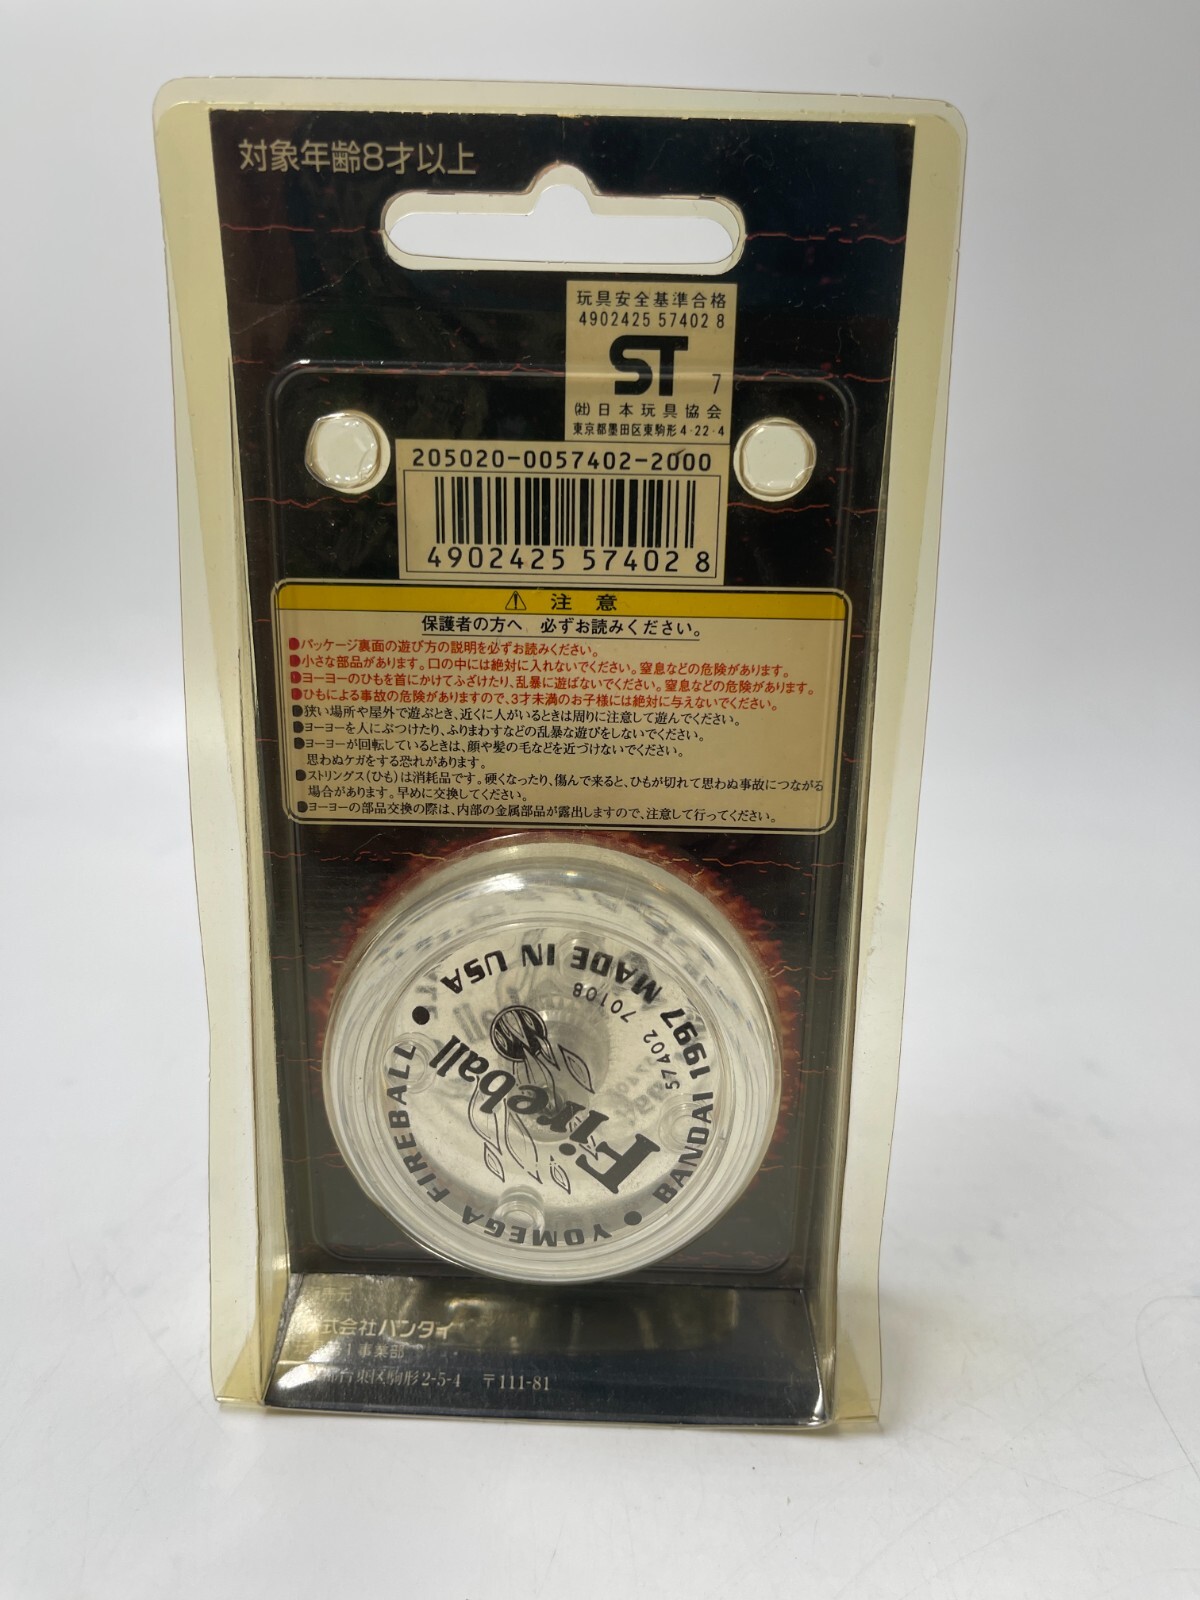 対象年齢8才以上
玩具安全基準合格
4902425 57402 8
ST 7
㈳日本玩具協会
東京都墨田区東駒形4-22-4
205020-0057402-2000
4902425 57402 8
⚠ 注意
保護者の方へ 必ずお読みください。
●パッケージ裏面の遊び方の説明を必ずお読みください。
●小さな部品があります。口の中には絶対に入れないでください。窒息などの危険があります。
●ヨーヨーのひもを首にかけてふざけたり、乱暴に遊ばないでください。窒息などの危険があります。
●ひもによる事故の危険がありますので、3才未満のお子様には絶対に与えないでください。
●狭い場所や屋外で遊ぶとき、近くに人がいるときは周りに注意して遊んでください。
●ヨーヨーを人にぶつけたり、ふりまわすなどの乱暴な遊びをしないでください。
●ヨーヨーが回転しているときは、顔や髪の毛などを近づけないでください。
思わぬケガをする恐れがあります。
●ストリングス(ひも)は消耗品です。硬くなったり、傷んで来ると、ひもが切れて思わぬ事故につながる
場合があります。早めに交換してください。
●ヨーヨーの部品交換の際は、内部の金属部品が露出しますので、注意して行ってください。
YOMEGA FIREBALL
BANDAI 1997 MADE IN USA
57402 70108
Fireball
式会社バンダイ
事業部
台東区駒形2-5-4 〒111-81